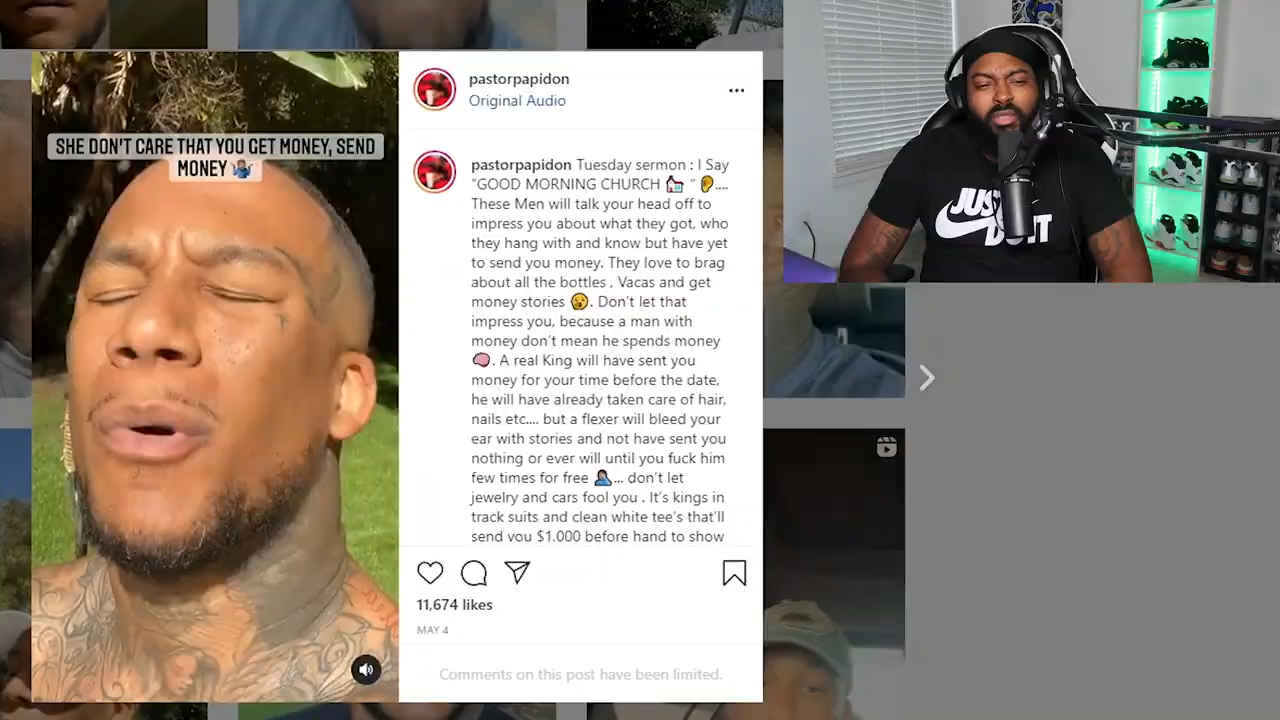 SHE DON'T CARE THAT YOU GET MONEY, SEND
MONEY 🤷🏽‍♂️
pastorpapidon
Original Audio
pastorpapidon Tuesday sermon : I Say
"GOOD MORNING CHURCH ⛪ " 👂....
These Men will talk your head off to
impress you about what they got, who
they hang with and know but have yet
to send you money. They love to brag
about all the bottles . Vacas and get
money stories 🥱. Don't let that
impress you, because a man with
money don't mean he spends money
🧠. A real King will have sent you
money for your time before the date,
he will have already taken care of hair,
nails etc.... but a flexer will bleed your
ear with stories and not have sent you
nothing or ever will until you fuck him
few times for free 🤦🏽‍♂️... don't let
jewelry and cars fool you . It's kings in
track suits and clean white tee's that'll
send you $1.000 before hand to show
11,674 likes
MAY 4
Comments on this post have been limited.
JUST
DO IT